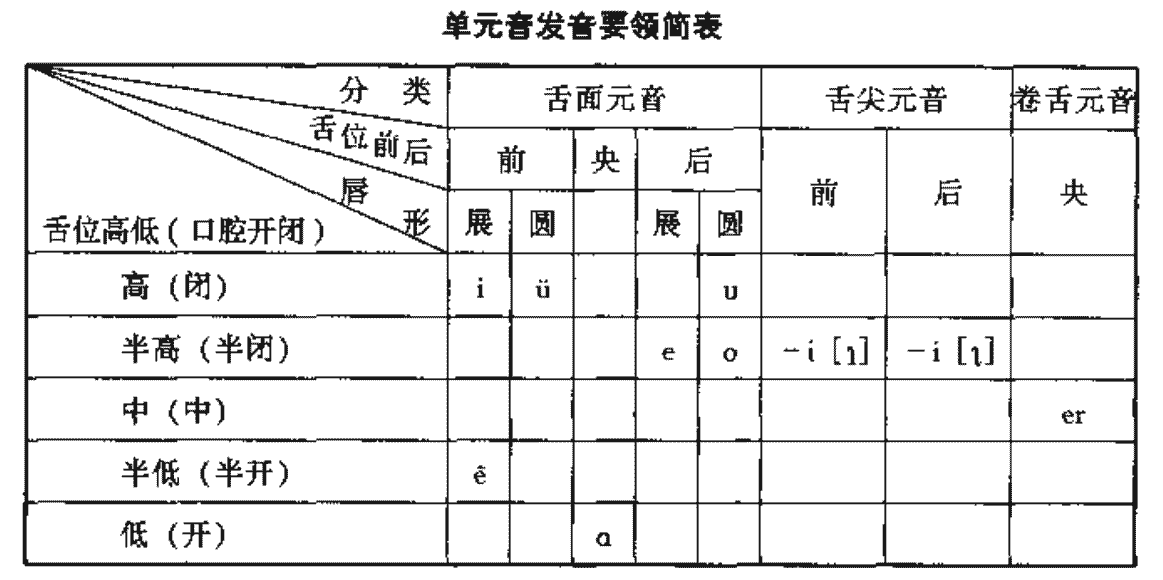 单元音发音要领简表
分 类 舌面元音 舌尖元音 卷舌元音
舌位前后 前 央 后 前 后 央
唇形 展 圆 展 圆
舌位高低(口腔开闭)
高(闭) i ü u
半高(半闭) e o -i [ɿ] -i [ʅ]
中(中) er
半低(半开) ê
低(开) ɑ